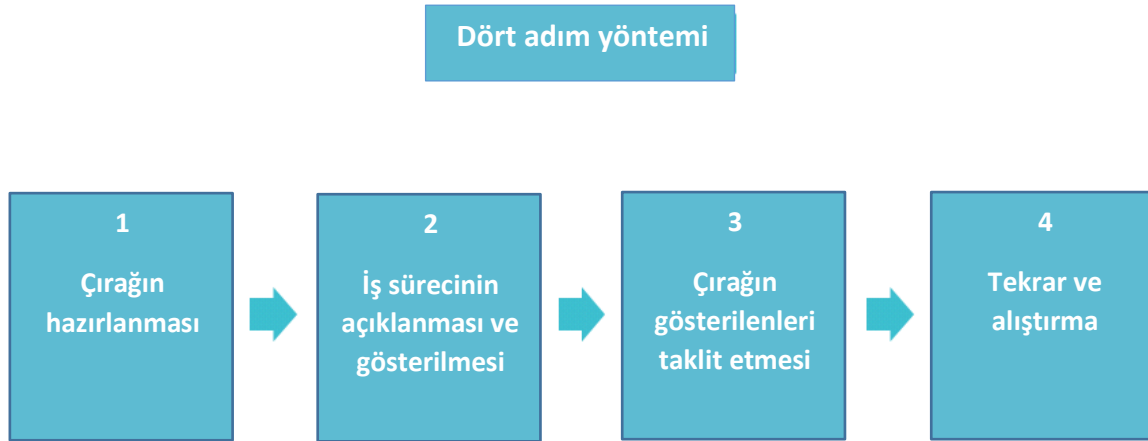 Dört adım yöntemi
1
Çırağın
hazırlanması
2
İş sürecinin
açıklanması ve
gösterilmesi
3
Çırağın
gösterilenleri
taklit etmesi
4
Tekrar ve
alıştırma